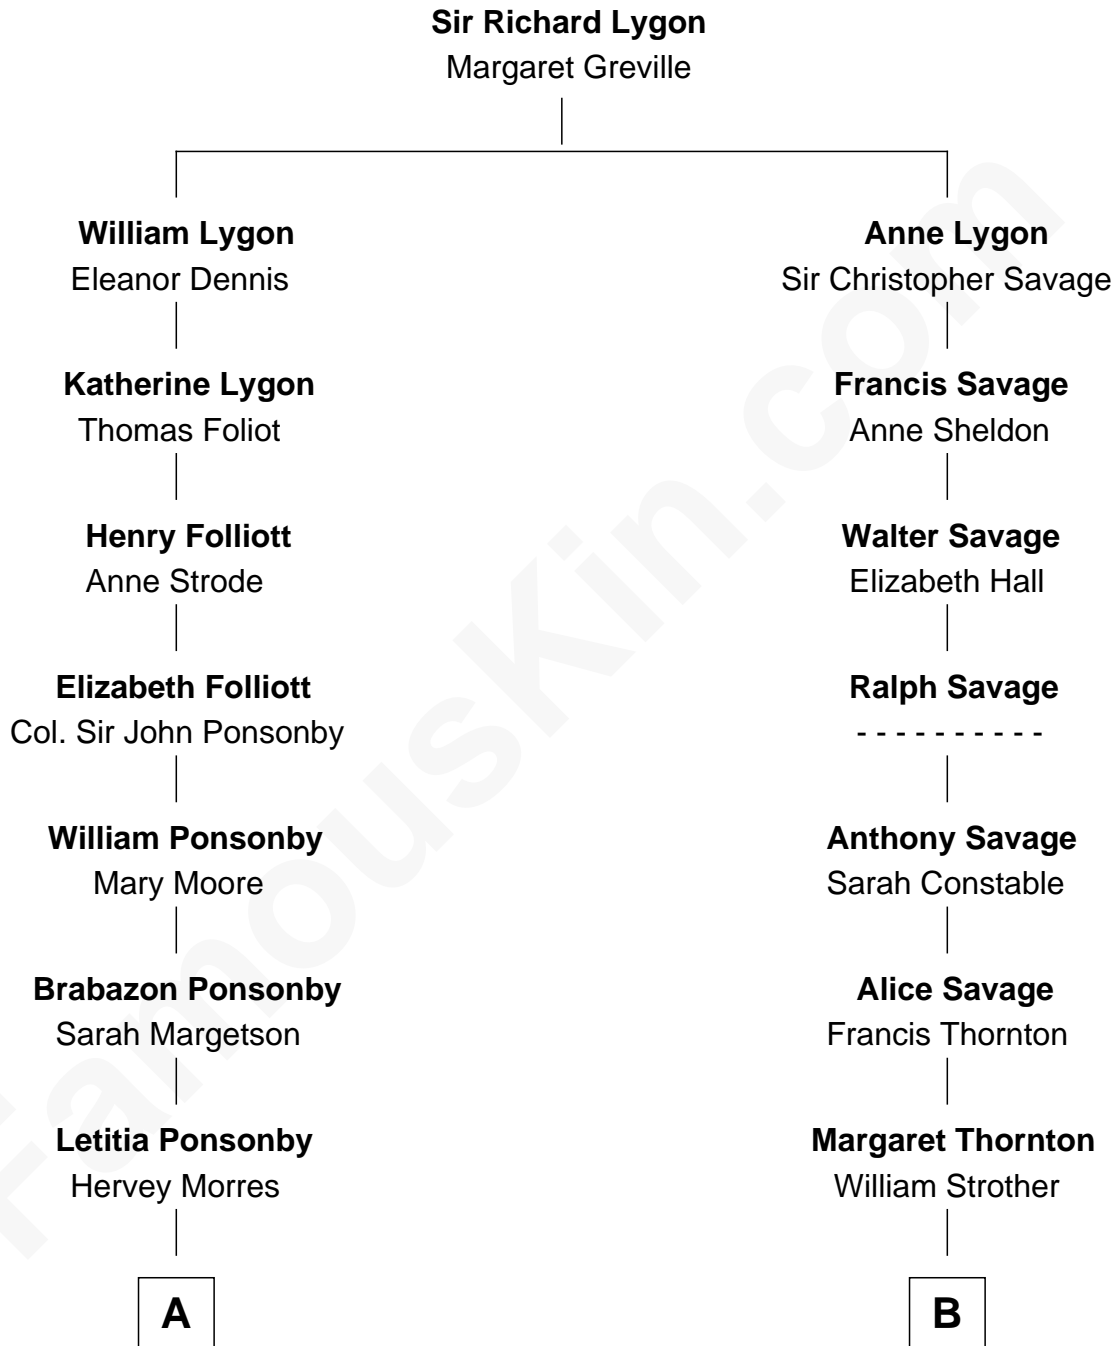 Sir Richard Lygon
Margaret Greville
William Lygon
Eleanor Dennis
Anne Lygon
Sir Christopher Savage
Katherine Lygon
Thomas Foliot
Francis Savage
Anne Sheldon
Henry Folliott
Anne Strode
Walter Savage
Elizabeth Hall
Elizabeth Folliott
Col. Sir John Ponsonby
Ralph Savage
- - - - - - - - - -
William Ponsonby
Mary Moore
Anthony Savage
Sarah Constable
Brabazon Ponsonby
Sarah Margetson
Alice Savage
Francis Thornton
Letitia Ponsonby
Hervey Morres
Margaret Thornton
William Strother
A
B
FamousKin.com